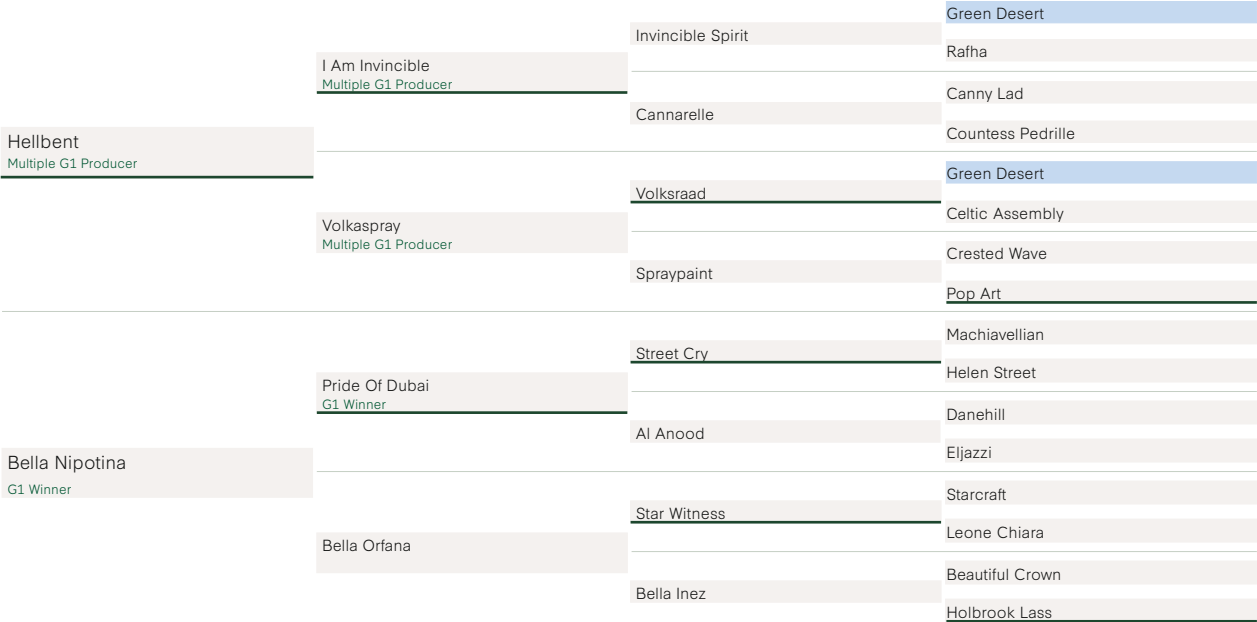 Green Desert
Invincible Spirit
Rafha
I Am Invincible
Multiple G1 Producer
Canny Lad
Cannarelle
Countess Pedrille
Hellbent
Multiple G1 Producer
Green Desert
Volksraad
Celtic Assembly
Volkaspray
Multiple G1 Producer
Crested Wave
Spraypaint
Pop Art
Machiavellian
Street Cry
Helen Street
Pride Of Dubai
G1 Winner
Danehill
Al Anood
Eljazzi
Bella Nipotina
G1 Winner
Starcraft
Star Witness
Leone Chiara
Bella Orfana
Beautiful Crown
Bella Inez
Holbrook Lass